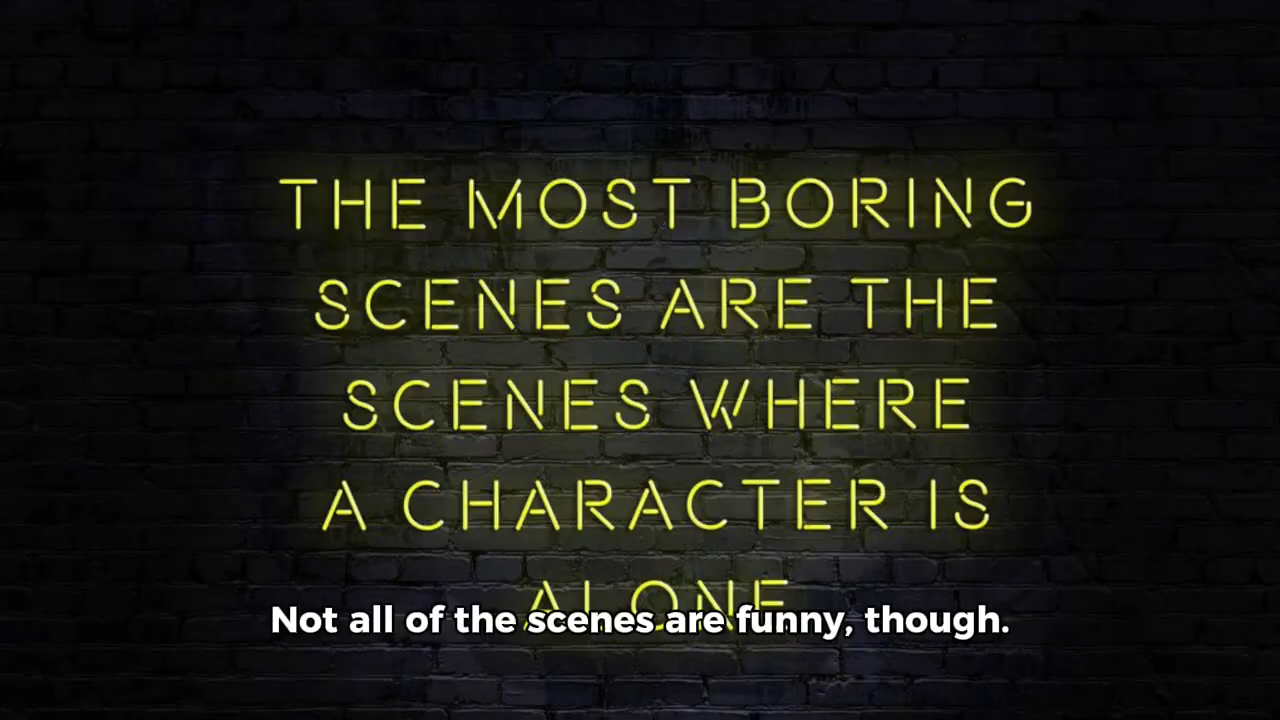 THE MOST BORING
SCENES ARE THE
SCENES WHERE
A CHARACTER IS
ALONE
Not all of the scenes are funny, though.